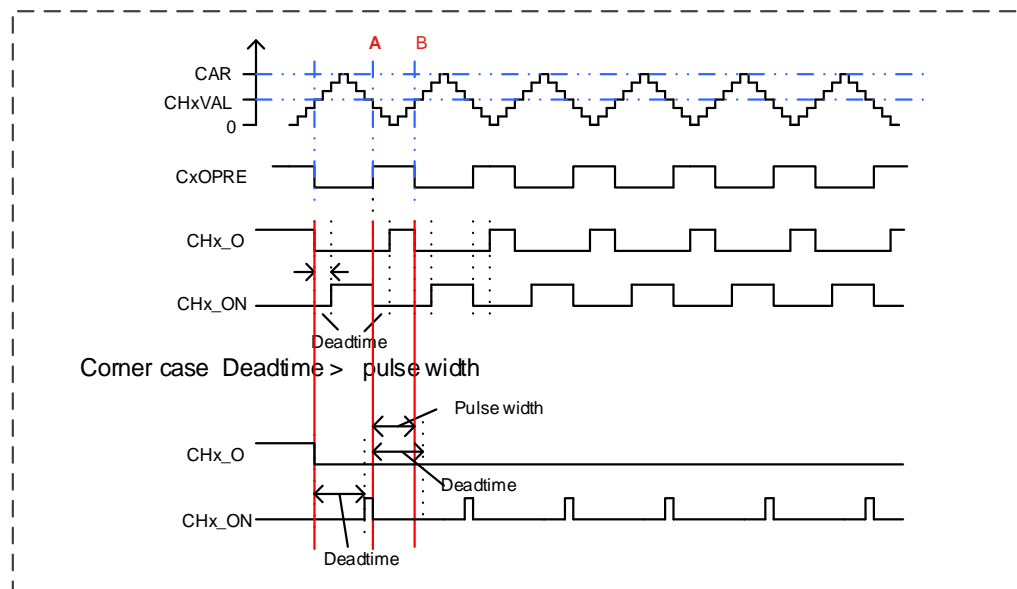 A B
CAR
CHxVAL
0
CxOPRE
CHx_O
CHx_ON
Deadtime
Corner case Deadtime > pulse width
Pulse width
CHx_O
Deadtime
CHx_ON
Deadtime